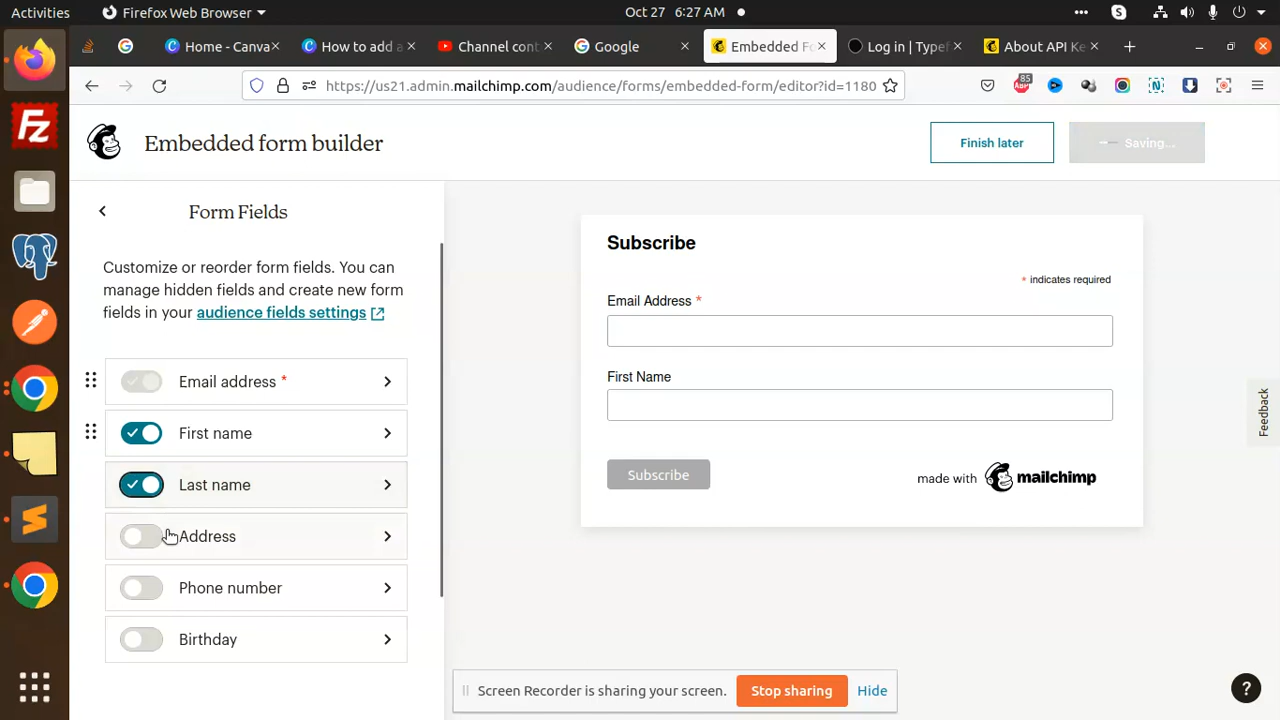 Activities
Firefox Web Browser
Oct 27 6:27 AM
Home - Canva
How to add a
Channel cont
Google
Embedded Fo
Log in | Typef
About API Ke
https://us21.admin.mailchimp.com/audience/forms/embedded-form/editor?id=1180
85
Embedded form builder
Finish later
Saving...
Form Fields
Customize or reorder form fields. You can
manage hidden fields and create new form
fields in your audience fields settings
Email address *
First name
Last name
Address
Phone number
Birthday
Subscribe
* indicates required
Email Address *
First Name
Subscribe
made with mailchimp
Feedback
Screen Recorder is sharing your screen.
Stop sharing
Hide
?